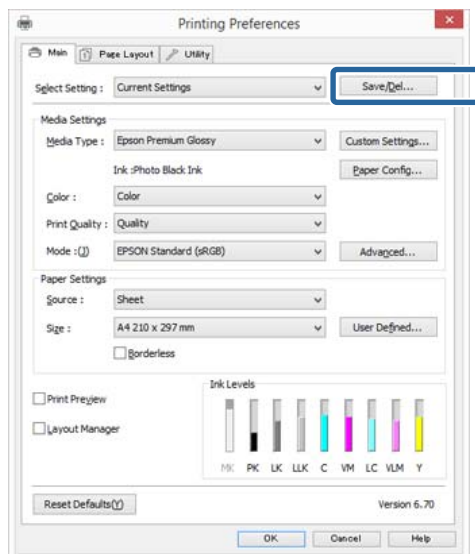 Printing Preferences
Main Page Layout Utility
Select Setting : Current Settings Save/Del...
Media Settings
Media Type : Epson Premium Glossy Custom Settings...
Ink :Photo Black Ink Paper Config...
Color : Color
Print Quality : Quality
Mode :(J) EPSON Standard (sRGB) Advanced...
Paper Settings
Source : Sheet
Size : A4 210 x 297 mm User Defined...
Borderless
Ink Levels
Print Preview
Layout Manager
MK PK LK LLK C VM LC VLM Y
Reset Defaults(Y) Version 6.70
OK Cancel Help